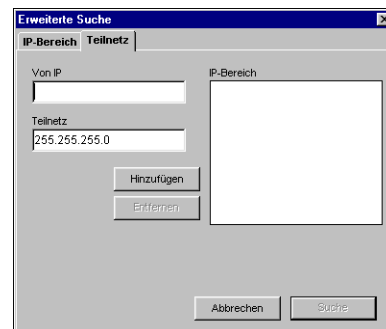 Erweiterte Suche
IP-Bereich Teilnetz
Von IP
IP-Bereich
Teilnetz
255.255.255.0
Hinzufügen
Entfernen
Abbrechen
Suche